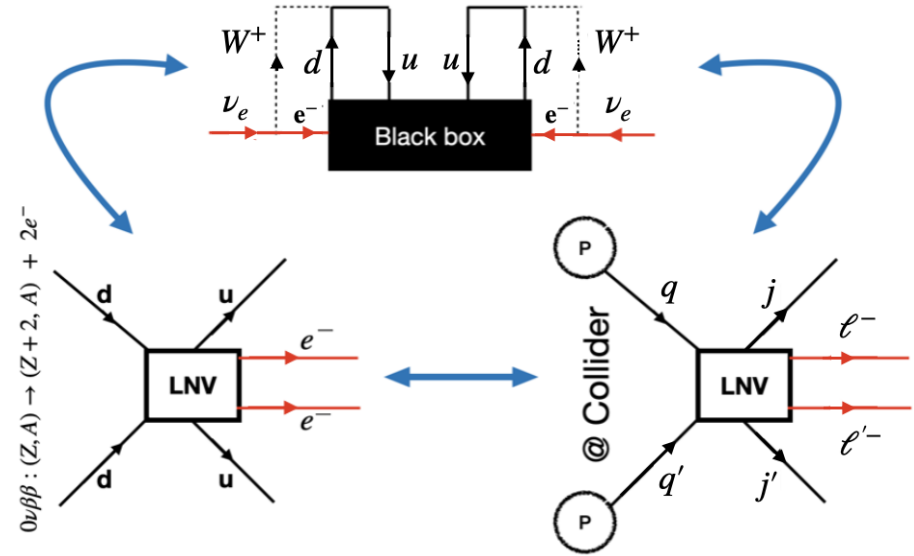 W⁺ d u u d W⁺
νₑ e⁻ Black box e⁻ νₑ
0νββ : (Z, A) → (Z + 2, A) + 2e⁻
d u
e⁻
LNV
e⁻
d u
@ Collider
P
q j
ℓ⁻
LNV
ℓ′⁻
q′ j′
P